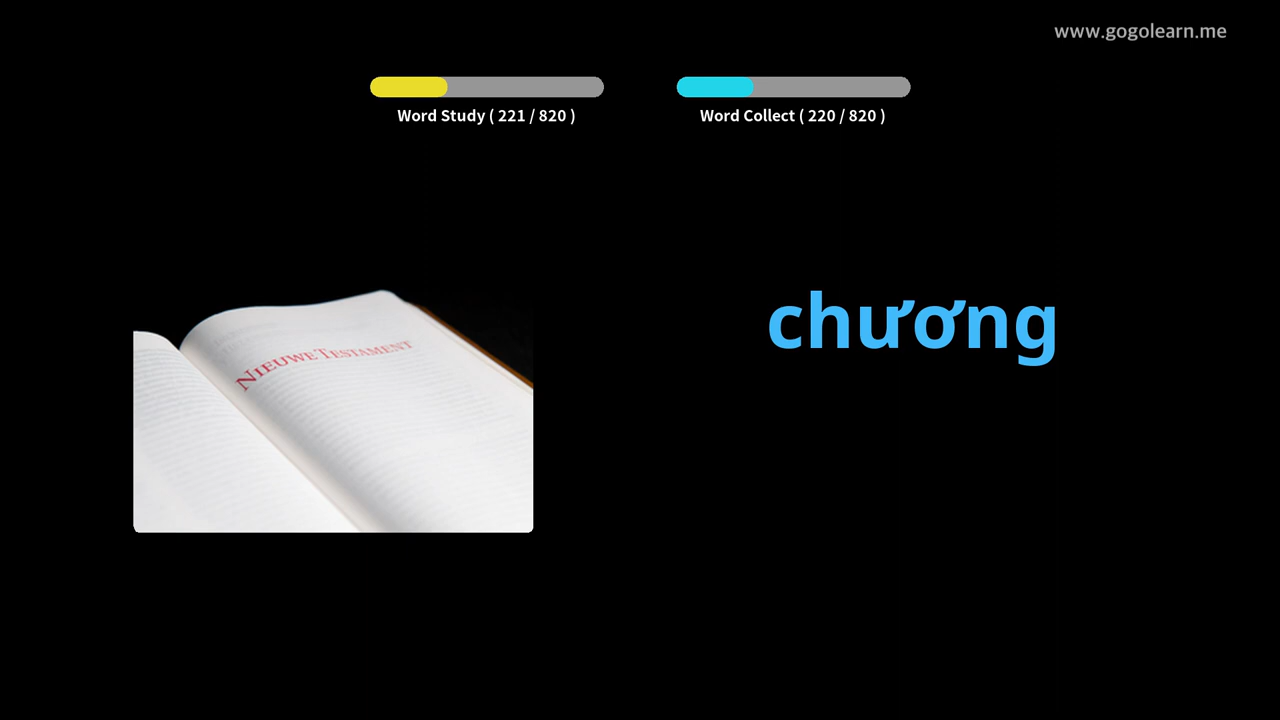 www.gogolearn.me
Word Study ( 221 / 820 )
Word Collect ( 220 / 820 )
NIEUWE TESTAMENT
chương